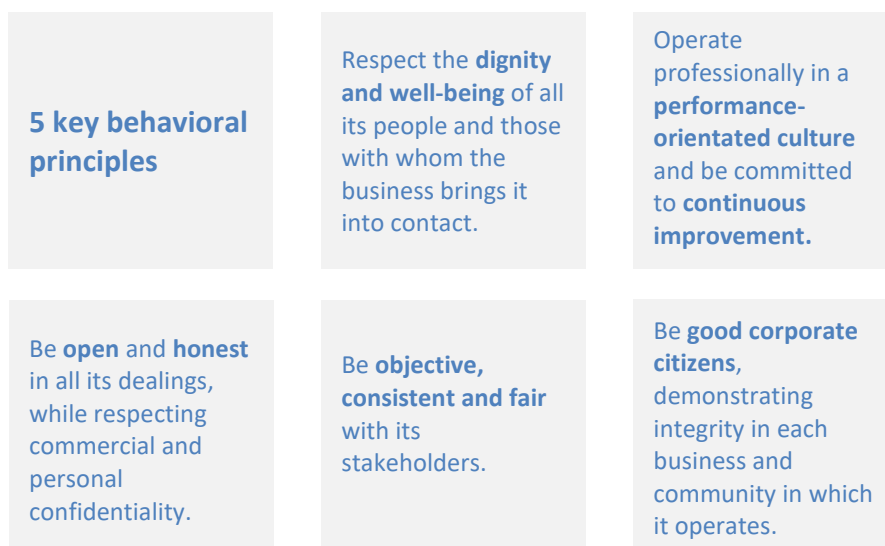 5 key behavioral
principles
Respect the dignity
and well-being of all
its people and those
with whom the
business brings it
into contact.
Operate
professionally in a
performance-
orientated culture
and be committed
to continuous
improvement.
Be open and honest
in all its dealings,
while respecting
commercial and
personal
confidentiality.
Be objective,
consistent and fair
with its
stakeholders.
Be good corporate
citizens,
demonstrating
integrity in each
business and
community in which
it operates.